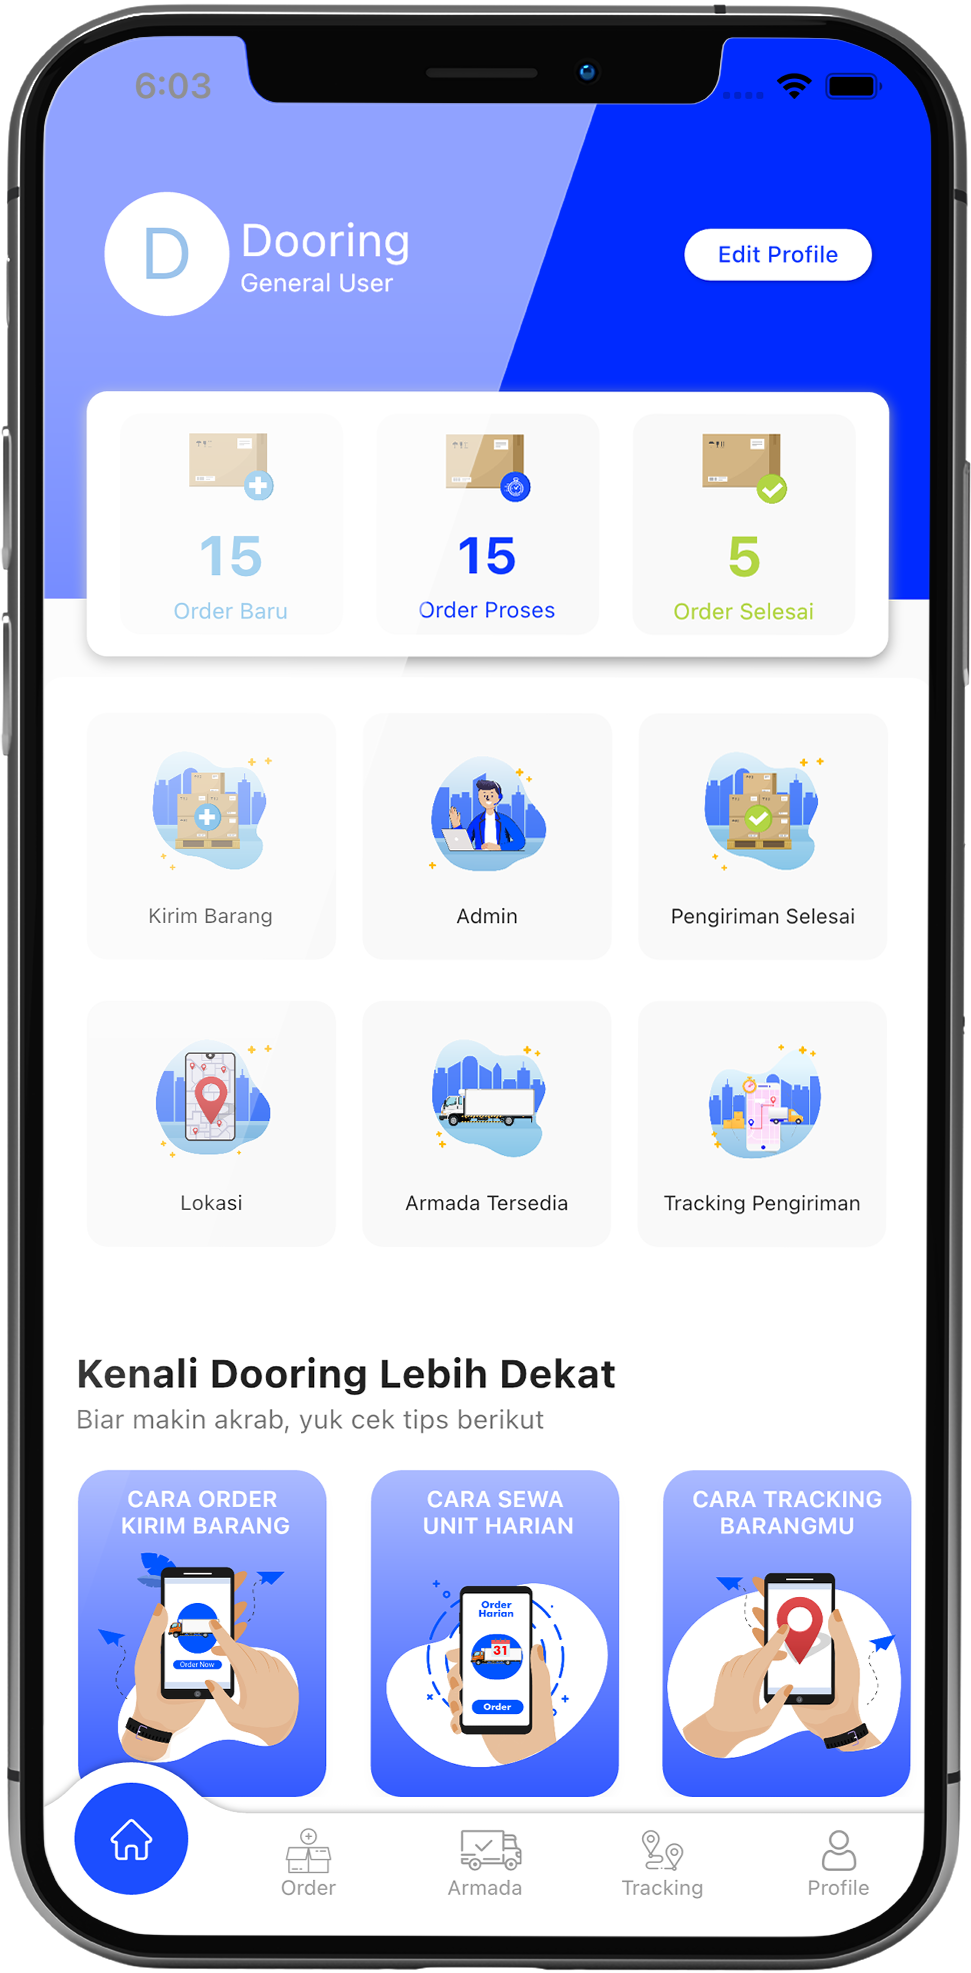 6:03
D
Dooring
General User
Edit Profile
15
Order Baru
15
Order Proses
5
Order Selesai
Kirim Barang
Admin
Pengiriman Selesai
Lokasi
Armada Tersedia
Tracking Pengiriman
Kenali Dooring Lebih Dekat
Biar makin akrab, yuk cek tips berikut
CARA ORDER
KIRIM BARANG
Order Now
CARA SEWA
UNIT HARIAN
Order
Harian
31
Order
CARA TRACKING
BARANGMU
Order
Armada
Tracking
Profile